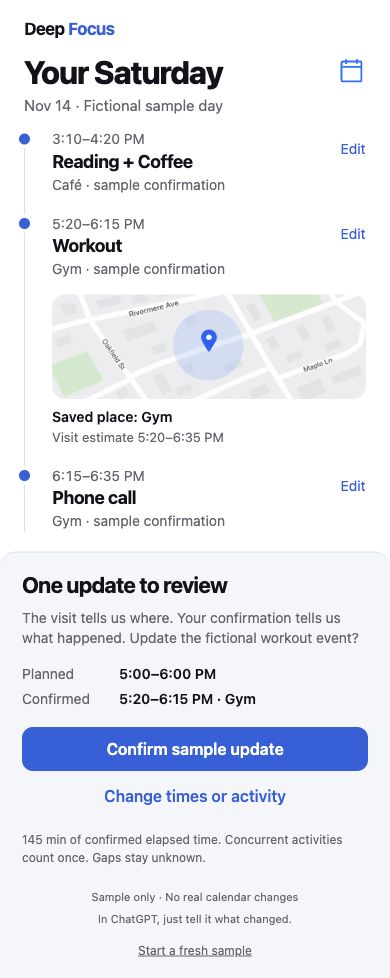 Deep Focus
Your Saturday
Nov 14 · Fictional sample day
3:10–4:20 PM
Reading + Coffee
Edit
Café · sample confirmation
5:20–6:15 PM
Workout
Edit
Gym · sample confirmation
Rivermere Ave
Oakfield St
Maple Ln
Saved place: Gym
Visit estimate 5:20–6:35 PM
6:15–6:35 PM
Phone call
Edit
Gym · sample confirmation
One update to review
The visit tells us where. Your confirmation tells us
what happened. Update the fictional workout event?
Planned 5:00–6:00 PM
Confirmed 5:20–6:15 PM · Gym
Confirm sample update
Change times or activity
145 min of confirmed elapsed time. Concurrent activities
count once. Gaps stay unknown.
Sample only · No real calendar changes
In ChatGPT, just tell it what changed.
Start a fresh sample